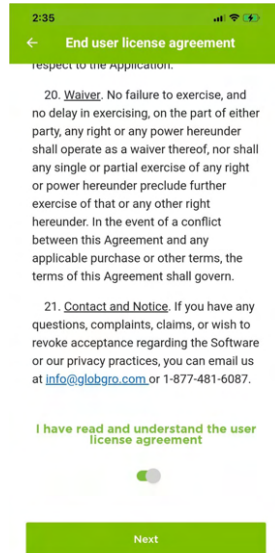 2:35
End user license agreement
respect to the Application.
20. Waiver. No failure to exercise, and
no delay in exercising, on the part of either
party, any right or any power hereunder
shall operate as a waiver thereof, nor shall
any single or partial exercise of any right
or power hereunder preclude further
exercise of that or any other right
hereunder. In the event of a conflict
between this Agreement and any
applicable purchase or other terms, the
terms of this Agreement shall govern.
21. Contact and Notice. If you have any
questions, complaints, claims, or wish to
revoke acceptance regarding the Software
or our privacy practices, you can email us
at info@globgro.com or 1-877-481-6087.
I have read and understand the user
license agreement
Next